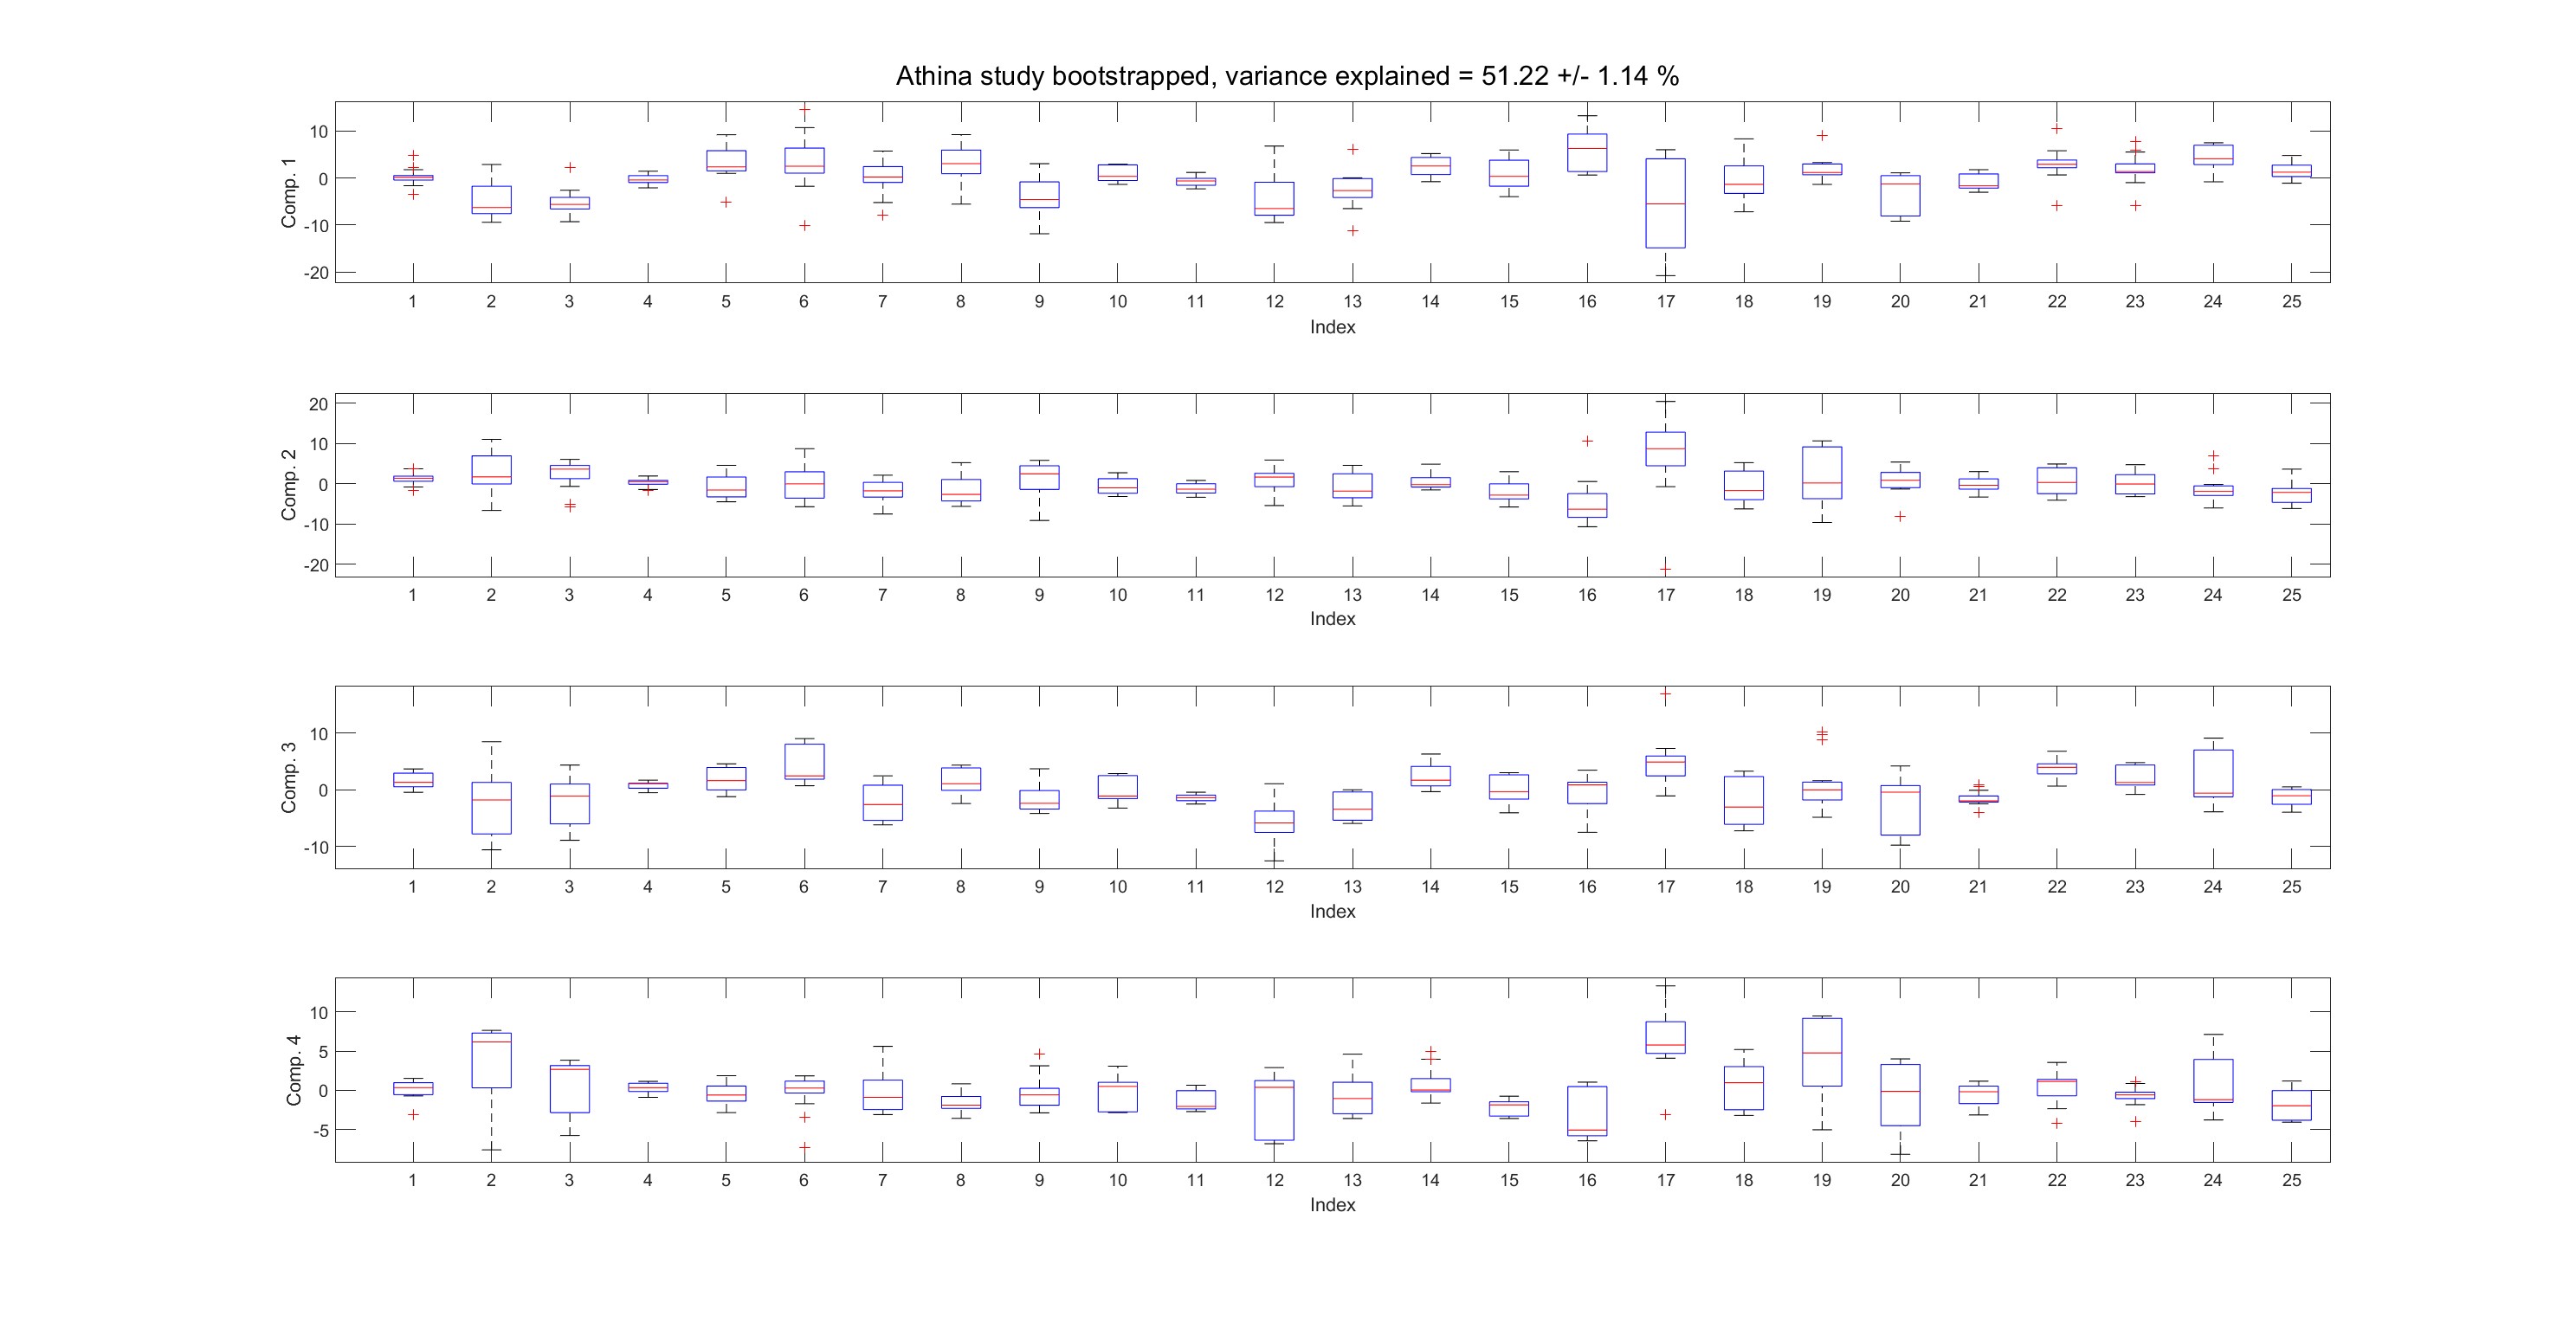 Athina study bootstrapped, variance explained = 51.22 +/- 1.14 %
Comp. 1
10
0
-10
-20
1 2 3 4 5 6 7 8 9 10 11 12 13 14 15 16 17 18 19 20 21 22 23 24 25
Index
Comp. 2
20
10
0
-10
-20
1 2 3 4 5 6 7 8 9 10 11 12 13 14 15 16 17 18 19 20 21 22 23 24 25
Index
Comp. 3
10
0
-10
1 2 3 4 5 6 7 8 9 10 11 12 13 14 15 16 17 18 19 20 21 22 23 24 25
Index
Comp. 4
10
5
0
-5
1 2 3 4 5 6 7 8 9 10 11 12 13 14 15 16 17 18 19 20 21 22 23 24 25
Index